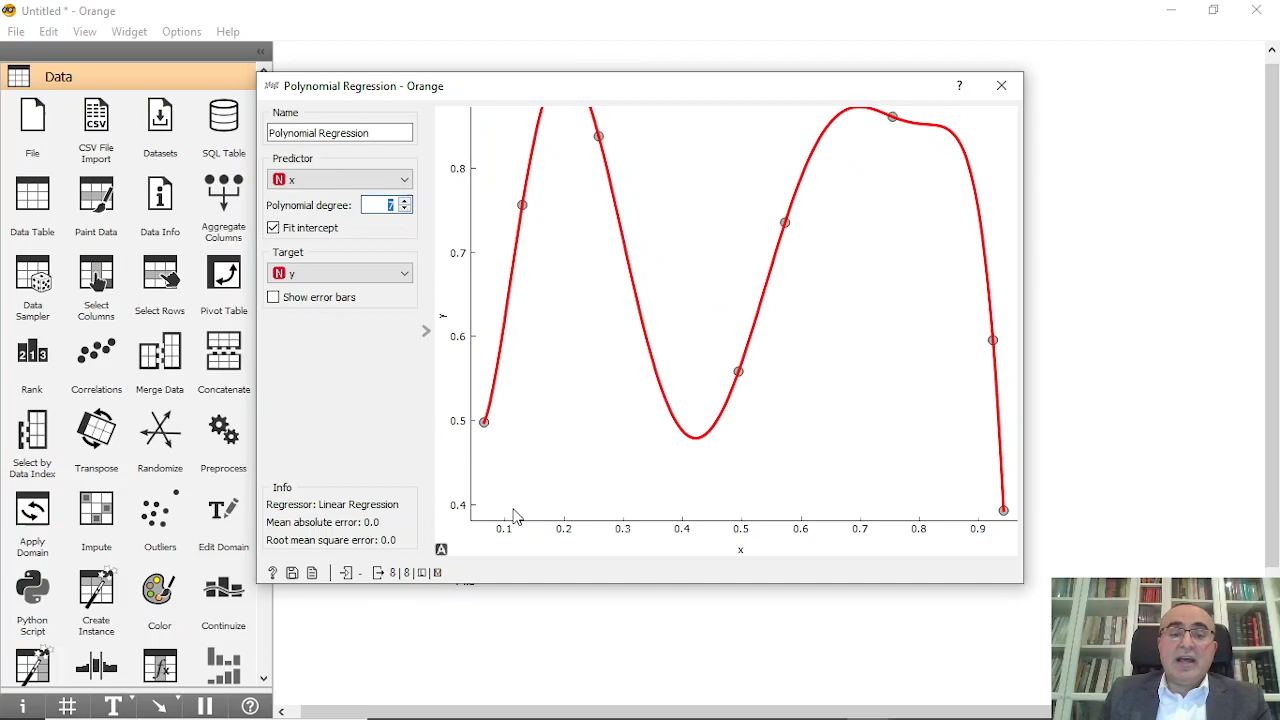 Untitled * - Orange
File Edit View Widget Options Help
Data
File
CSV File Import
Datasets
SQL Table
Data Table
Paint Data
Data Info
Aggregate Columns
Data Sampler
Select Columns
Select Rows
Pivot Table
Rank
Correlations
Merge Data
Concatenate
Select by Data Index
Transpose
Randomize
Preprocess
Apply Domain
Impute
Outliers
Edit Domain
Python Script
Create Instance
Color
Continuize
Polynomial Regression - Orange
Name
Polynomial Regression
Predictor
N x
Polynomial degree: 7
Fit intercept
Target
N y
Show error bars
Info
Regressor: Linear Regression
Mean absolute error: 0.0
Root mean square error: 0.0
0.8
0.7
0.6
0.5
0.4
Y
0.1 0.2 0.3 0.4 0.5 0.6 0.7 0.8 0.9
x
A
? - 8 | 8